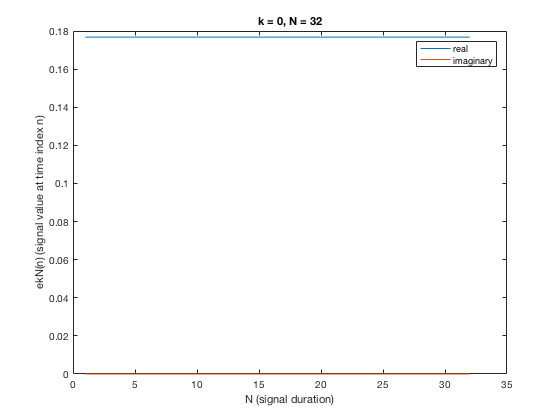 k = 0, N = 32
real
imaginary
0.18
0.16
0.14
0.12
0.1
0.08
0.06
0.04
0.02
0
ekN(n) (signal value at time index n)
0 5 10 15 20 25 30 35
N (signal duration)